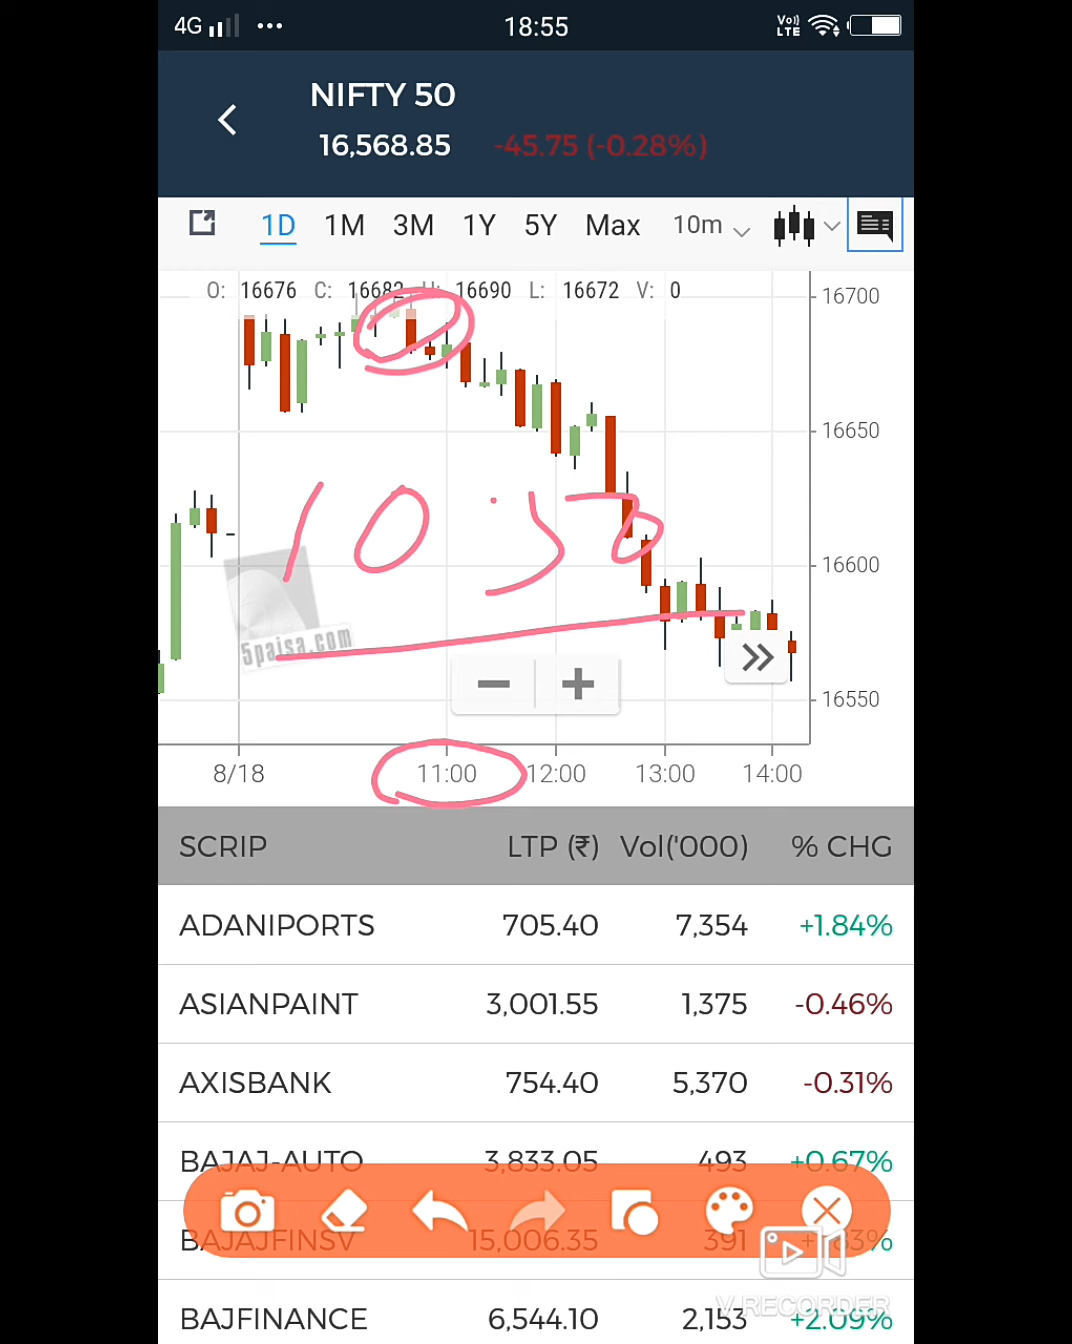 4G ... 18:55 Vo)) LTE
NIFTY 50
16,568.85 -45.75 (-0.28%)
1D 1M 3M 1Y 5Y Max 10m
O: 16676 C: 16682 H: 16690 L: 16672 V: 0
16700
16650
10:50
16600
5paisa.com
16550
8/18 11:00 12:00 13:00 14:00
SCRIP LTP (₹) Vol('000) % CHG
ADANIPORTS 705.40 7,354 +1.84%
ASIANPAINT 3,001.55 1,375 -0.46%
AXISBANK 754.40 5,370 -0.31%
BAJAJ-AUTO 3,833.05 493 +0.67%
BAJAJFINSV 15,006.35 391
V RECORDER
BAJFINANCE 6,544.10 2,153 +2.09%